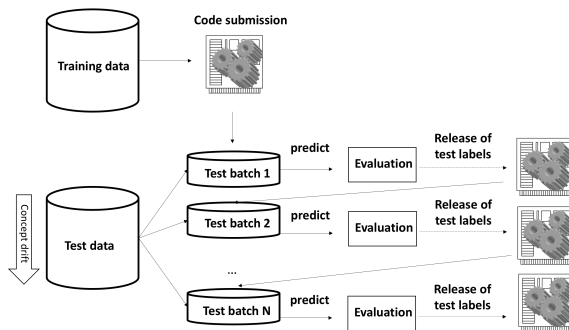 Code submission
Training data
Release of
test labels
predict
Test batch 1
Evaluation
Concept drift
Test data
Release of
test labels
predict
Test batch 2
Evaluation
...
Release of
test labels
predict
Test batch N
Evaluation